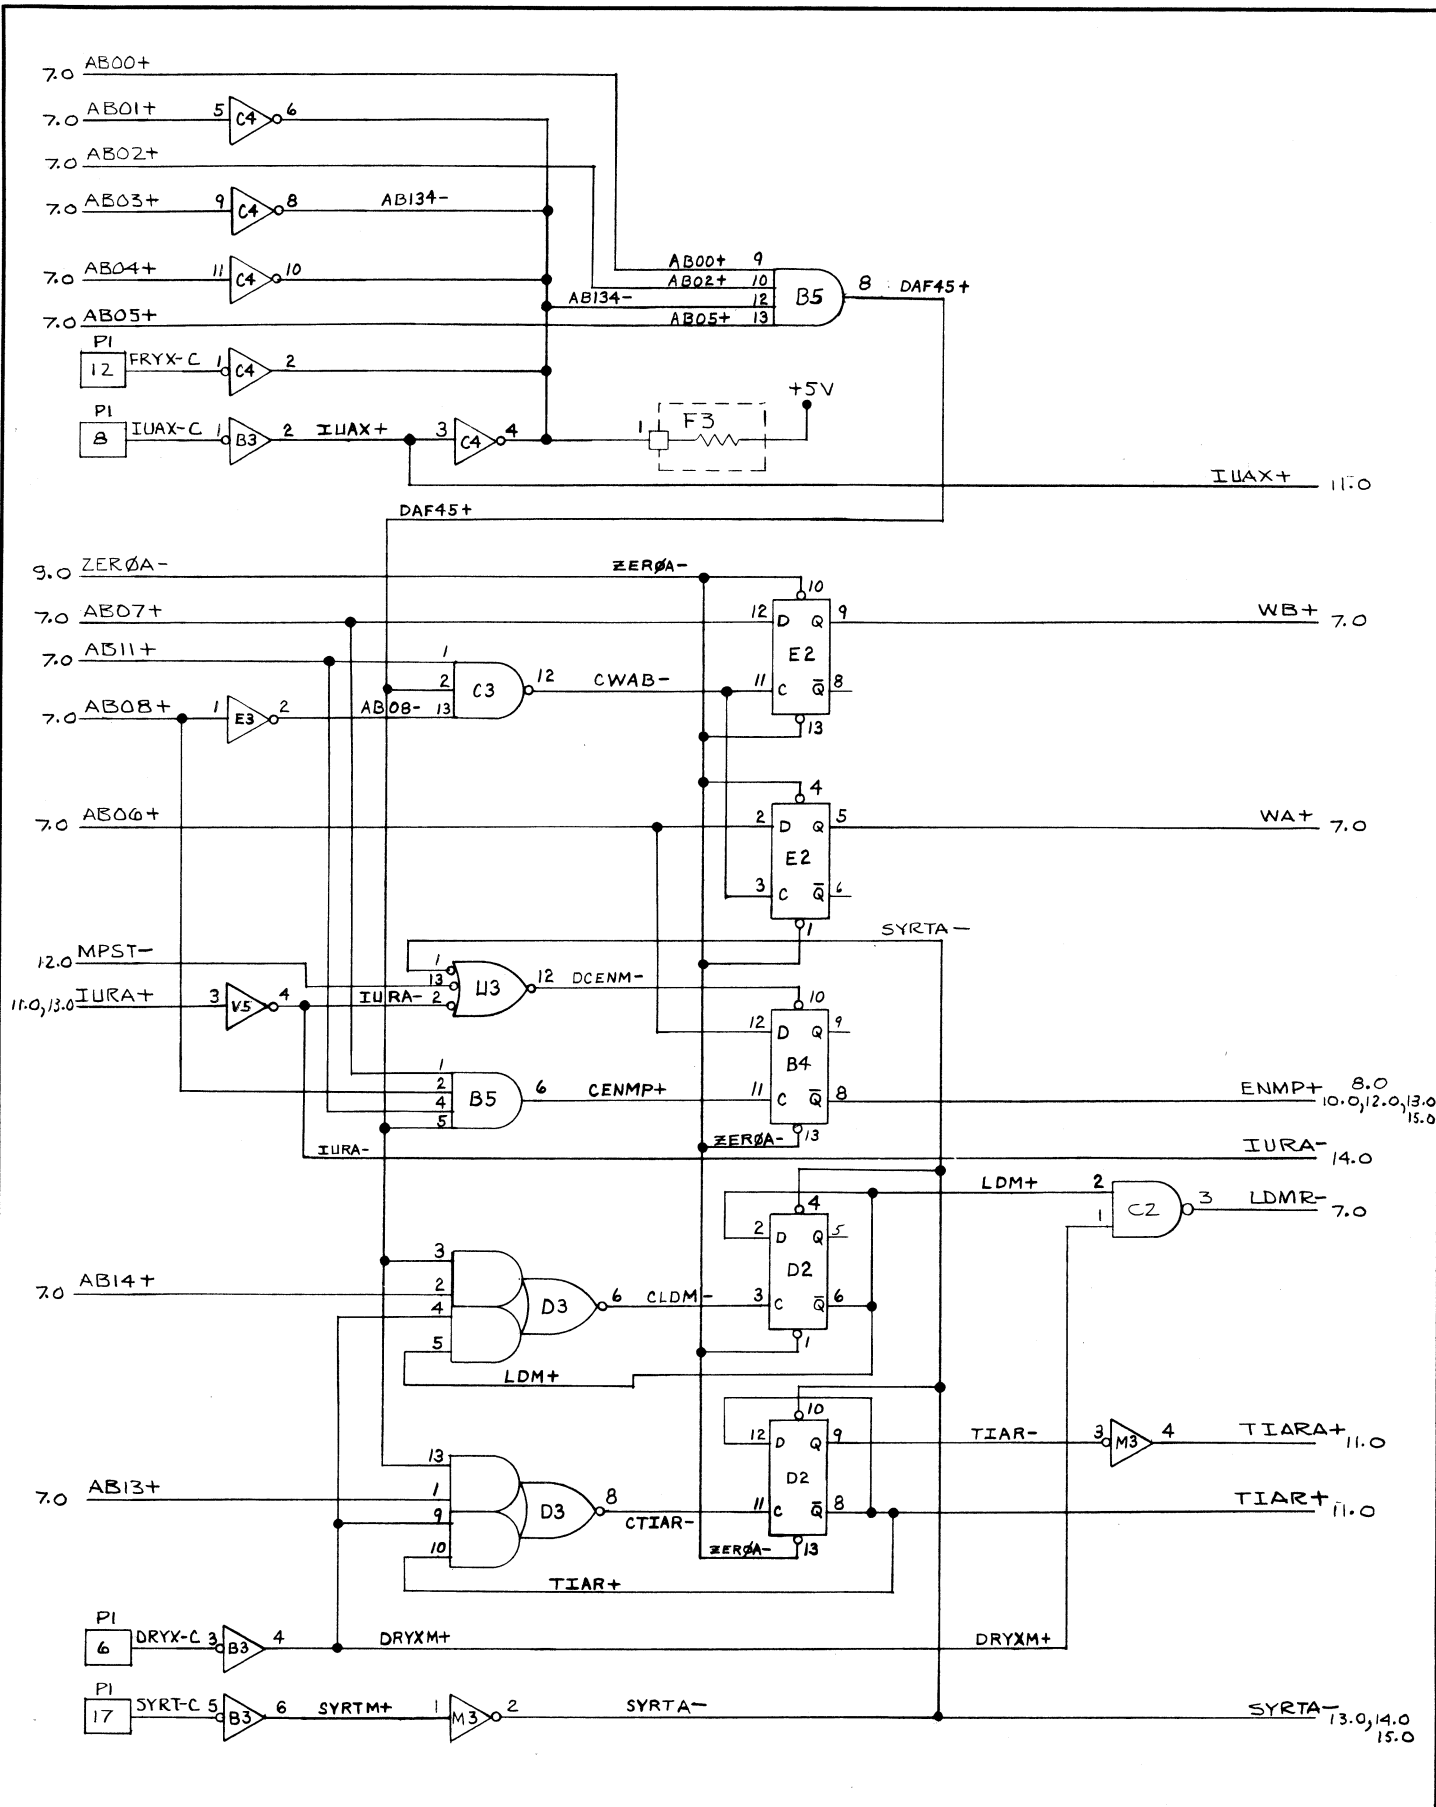 7.0 AB00+
7.0 AB01+ 5 C4 6
7.0 AB02+
7.0 AB03+ 9 C4 8 AB134-
7.0 AB04+ 11 C4 10
AB00+ 9
AB02+ 10 B5 8 DAF45+
AB134- 12
7.0 AB05+ AB05+ 13
P1
12 FRYX-C 1 C4 2
+5V
P1
8 IUAX-C 1 B3 2 IUAX+ 3 C4 4 1 F3
IUAX+ 11.0
DAF45+
9.0 ZERØA- ZERØA- 10
7.0 AB07+ 12 D Q 9 WB+ 7.0
E2
7.0 AB11+ 1
2 C3 12 CWAB- 11 C Q̅ 8
7.0 AB08+ 1 E3 2 AB08- 13
13
4
7.0 AB06+ 2 D Q 5 WA+ 7.0
E2
3 C Q̅ 6
1
SYRTA-
12.0 MPST- 1
13 U3 12 DCENM- 10
11.0,13.0 IURA+ 3 V5 4 IURA- 2
12 D Q 9
B4
1
2 B5 6 CENMP+ 11 C Q̅ 8 ENMP+ 8.0
10.0,12.0,13.0
15.0
4
5
ZERØA- 13
IURA- IURA- 14.0
LDM+ 2 C2 3 LDMR- 7.0
1
4
2 D Q 5
D2
3
7.0 AB14+ 2 D3 6 CLDM- 3 C Q̅ 6
4
5
1
LDM+
10
12 D Q 9 TIAR- 3 M3 4 TIARA+ 11.0
D2
13
7.0 AB13+ 1 D3 8 CTIAR- 11 C Q̅ 8 TIAR+ 11.0
9
10
ZERØA- 13
TIAR+
P1
6 DRYX-C 3 B3 4 DRYXM+ DRYXM+
P1
17 SYRT-C 5 B3 6 SYRTM+ 1 M3 2 SYRTA- SYRTA- 13.0,14.0
15.0